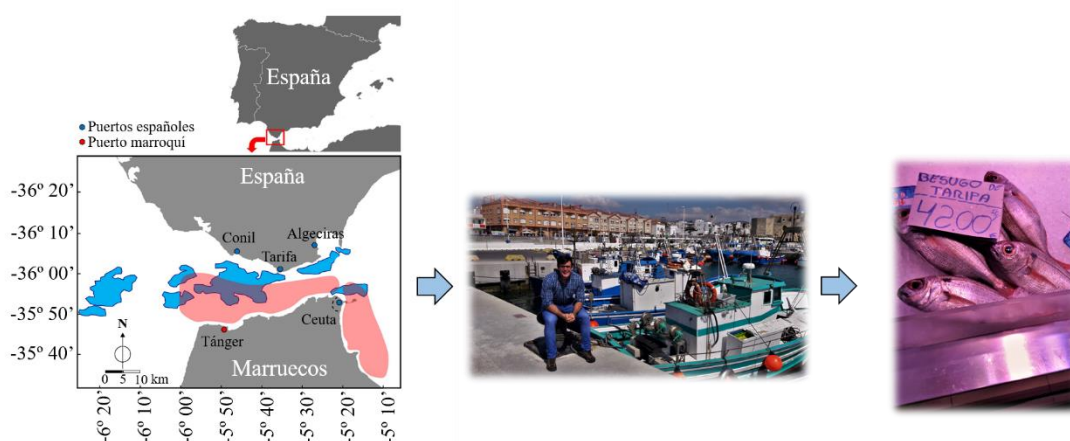 España
Puertos españoles
Puerto marroquí
España
-36º 20’
-36º 10’
-36º 00’
-35º 50’
-35º 40’
Conil
Algeciras
Tarifa
Ceuta
Tánger
Marruecos
N
0 5 10 km
-6º 20’
-6º 10’
-6º 00’
-5º 50’
-5º 40’
-5º 30’
-5º 20’
-5º 10’
BESUGO DE
TARIFA
4200